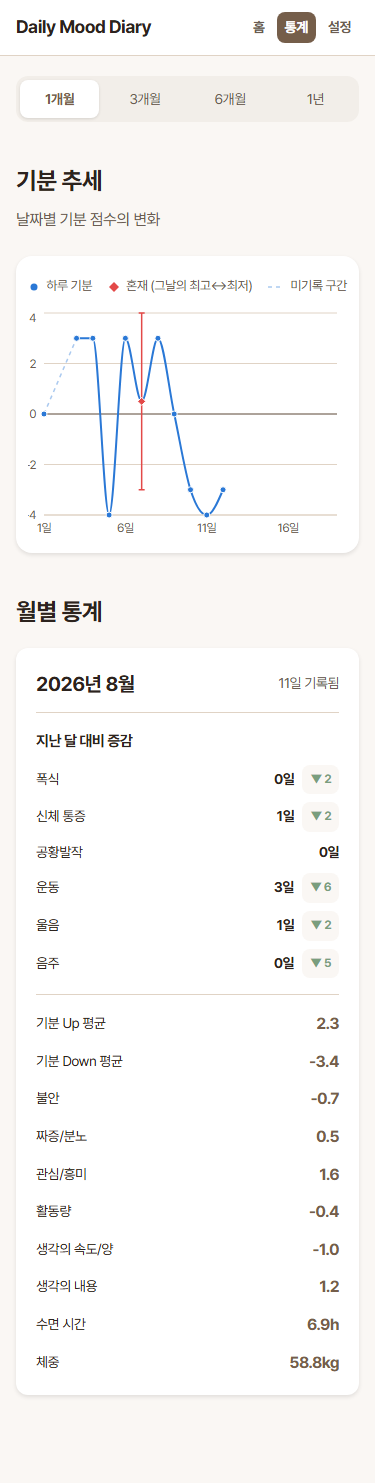 Daily Mood Diary 홈 통계 설정
1개월 3개월 6개월 1년
기분 추세
날짜별 기분 점수의 변화
하루 기분 혼재 (그날의 최고↔최저) 미기록 구간
4
2
0
-2
-4
1일 6일 11일 16일
월별 통계
2026년 8월 11일 기록됨
지난 달 대비 증감
폭식 0일 ▼2
신체 통증 1일 ▼2
공황발작 0일
운동 3일 ▼6
울음 1일 ▼2
음주 0일 ▼5
기분 Up 평균 2.3
기분 Down 평균 -3.4
불안 -0.7
짜증/분노 0.5
관심/흥미 1.6
활동량 -0.4
생각의 속도/양 -1.0
생각의 내용 1.2
수면 시간 6.9h
체중 58.8kg